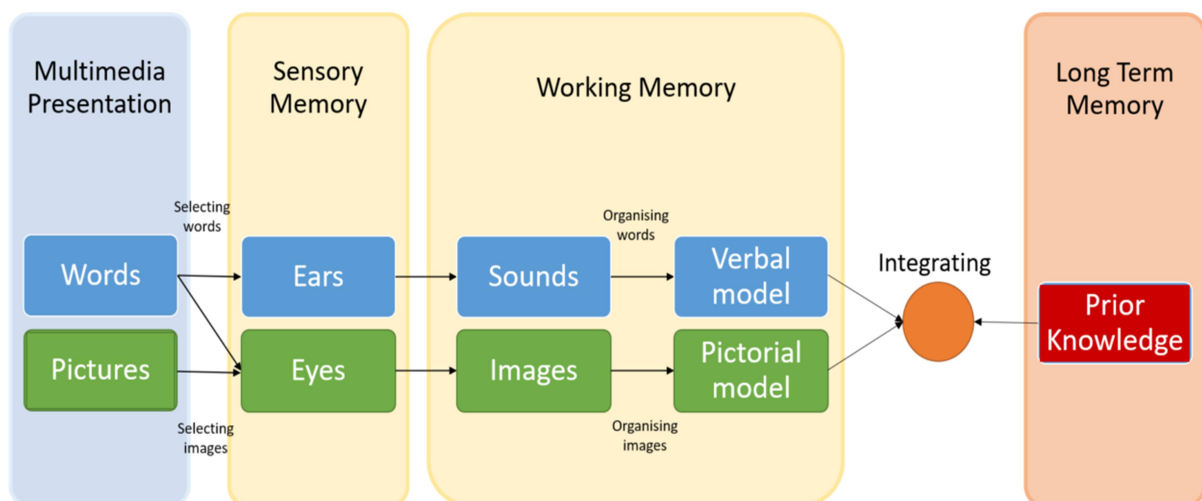 Multimedia
Presentation
Sensory
Memory
Working Memory
Long Term
Memory
Selecting
words
Organising
words
Words
Ears
Sounds
Verbal
model
Integrating
Prior
Knowledge
Pictures
Eyes
Images
Pictorial
model
Selecting
images
Organising
images